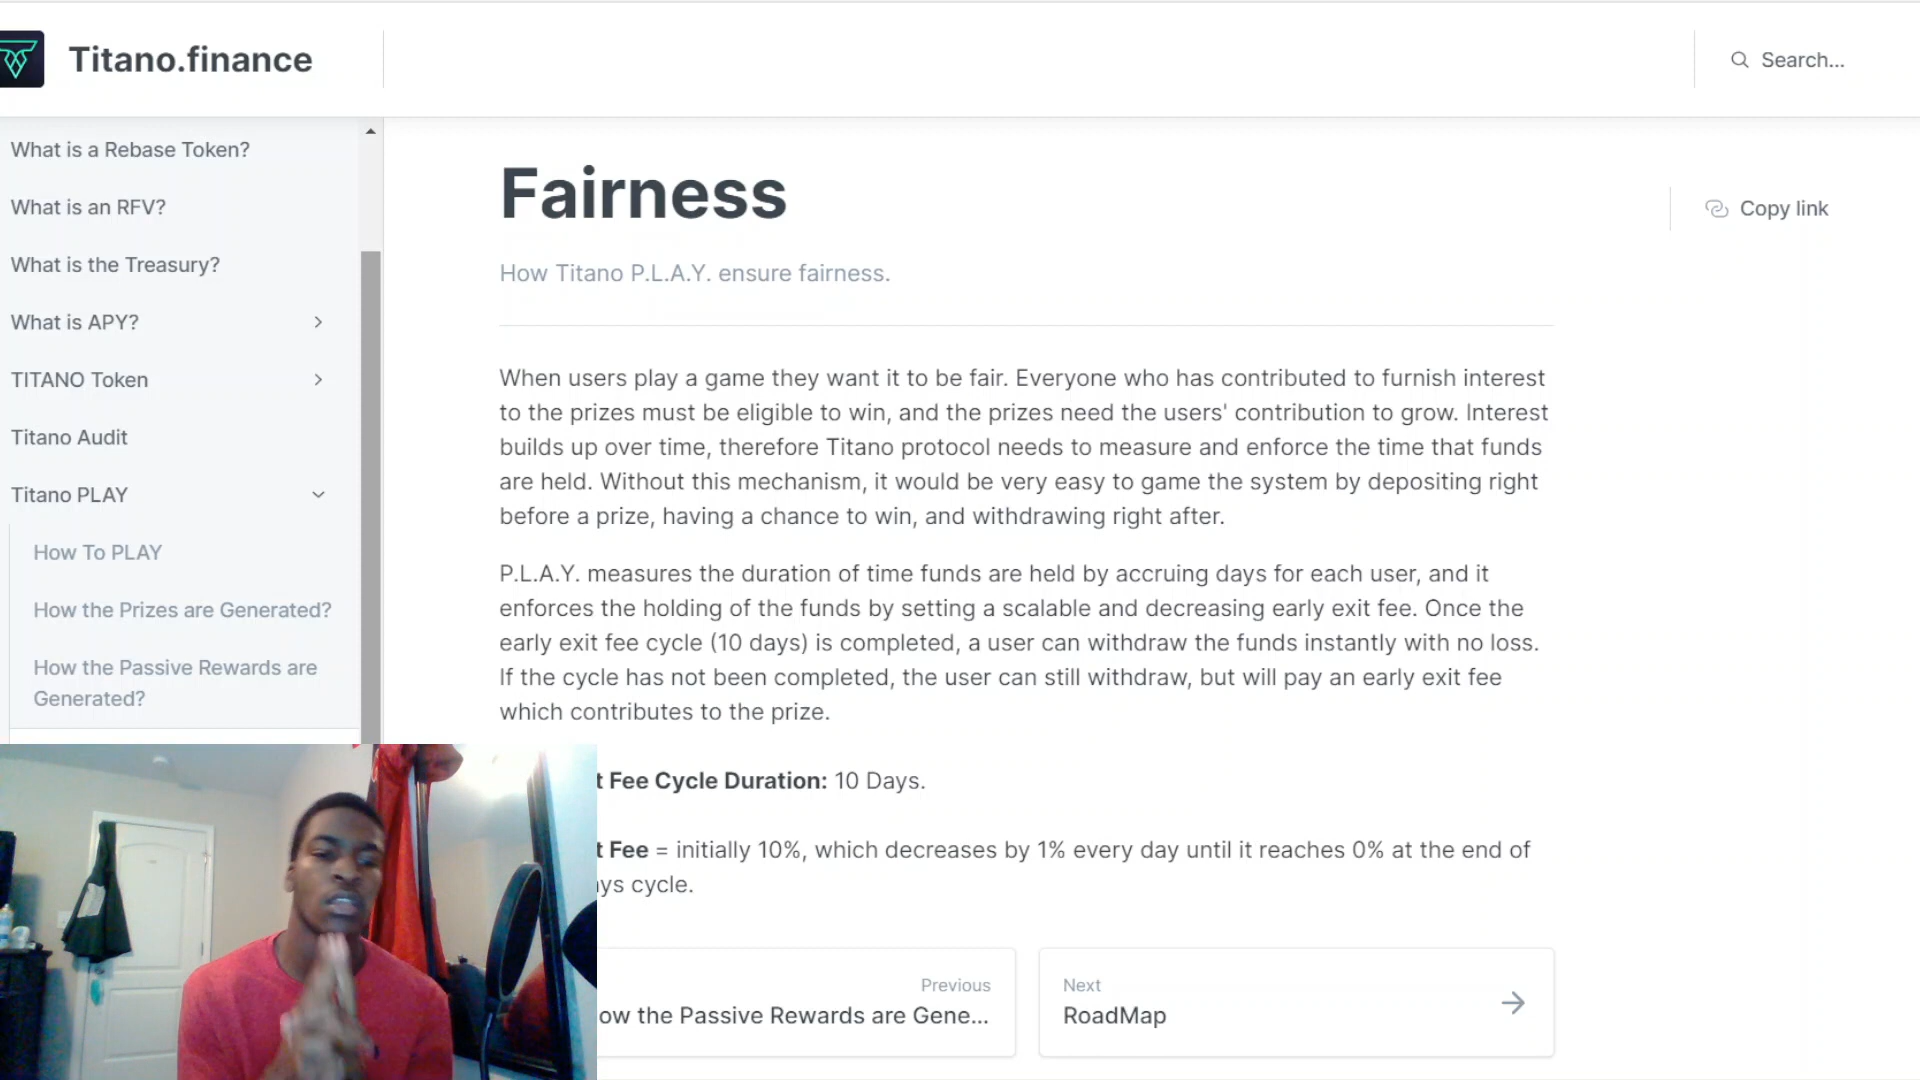 Titano.finance
Search...
What is a Rebase Token?
What is an RFV?
What is the Treasury?
What is APY?
TITANO Token
Titano Audit
Titano PLAY
How To PLAY
How the Prizes are Generated?
How the Passive Rewards are
Generated?
Fairness
Copy link
How Titano P.L.A.Y. ensure fairness.
When users play a game they want it to be fair. Everyone who has contributed to furnish interest
to the prizes must be eligible to win, and the prizes need the users' contribution to grow. Interest
builds up over time, therefore Titano protocol needs to measure and enforce the time that funds
are held. Without this mechanism, it would be very easy to game the system by depositing right
before a prize, having a chance to win, and withdrawing right after.
P.L.A.Y. measures the duration of time funds are held by accruing days for each user, and it
enforces the holding of the funds by setting a scalable and decreasing early exit fee. Once the
early exit fee cycle (10 days) is completed, a user can withdraw the funds instantly with no loss.
If the cycle has not been completed, the user can still withdraw, but will pay an early exit fee
which contributes to the prize.
t Fee Cycle Duration: 10 Days.
t Fee = initially 10%, which decreases by 1% every day until it reaches 0% at the end of
ys cycle.
Previous
ow the Passive Rewards are Gene...
Next
RoadMap